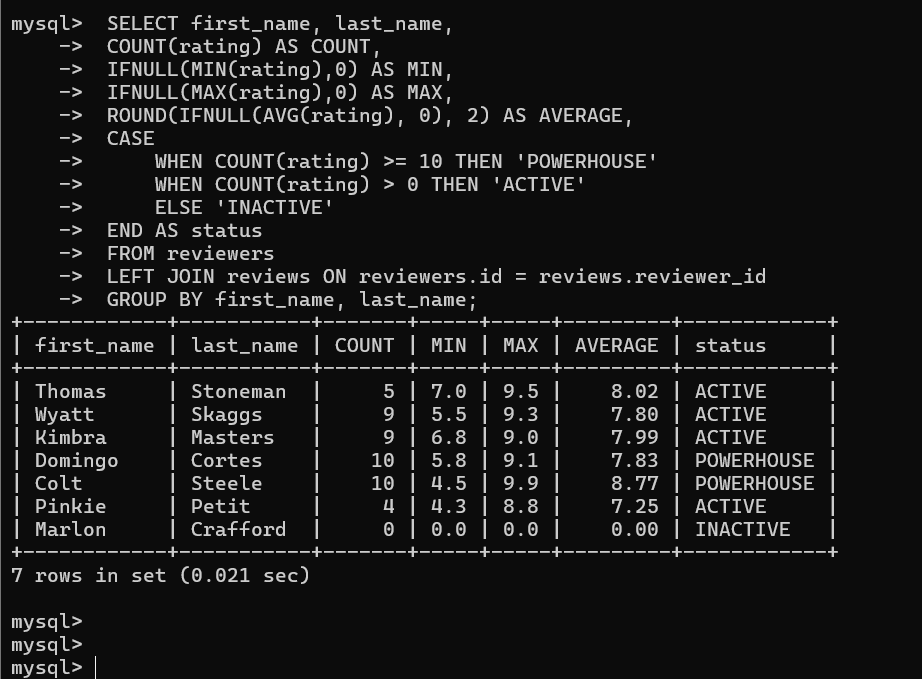 mysql>  SELECT first_name, last_name,
    ->  COUNT(rating) AS COUNT,
    ->  IFNULL(MIN(rating),0) AS MIN,
    ->  IFNULL(MAX(rating),0) AS MAX,
    ->  ROUND(IFNULL(AVG(rating), 0), 2) AS AVERAGE,
    ->  CASE
    ->      WHEN COUNT(rating) >= 10 THEN 'POWERHOUSE'
    ->      WHEN COUNT(rating) > 0 THEN 'ACTIVE'
    ->      ELSE 'INACTIVE'
    ->  END AS status
    ->  FROM reviewers
    ->  LEFT JOIN reviews ON reviewers.id = reviews.reviewer_id
    ->  GROUP BY first_name, last_name;
+------------+-----------+-------+-----+-----+---------+------------+
| first_name | last_name | COUNT | MIN | MAX | AVERAGE | status     |
+------------+-----------+-------+-----+-----+---------+------------+
| Thomas     | Stoneman  |     5 | 7.0 | 9.5 |    8.02 | ACTIVE     |
| Wyatt      | Skaggs    |     9 | 5.5 | 9.3 |    7.80 | ACTIVE     |
| Kimbra     | Masters   |     9 | 6.8 | 9.0 |    7.99 | ACTIVE     |
| Domingo    | Cortes    |    10 | 5.8 | 9.1 |    7.83 | POWERHOUSE |
| Colt       | Steele    |    10 | 4.5 | 9.9 |    8.77 | POWERHOUSE |
| Pinkie     | Petit     |     4 | 4.3 | 8.8 |    7.25 | ACTIVE     |
| Marlon     | Crafford  |     0 | 0.0 | 0.0 |    0.00 | INACTIVE   |
+------------+-----------+-------+-----+-----+---------+------------+
7 rows in set (0.021 sec)

mysql>
mysql>
mysql>